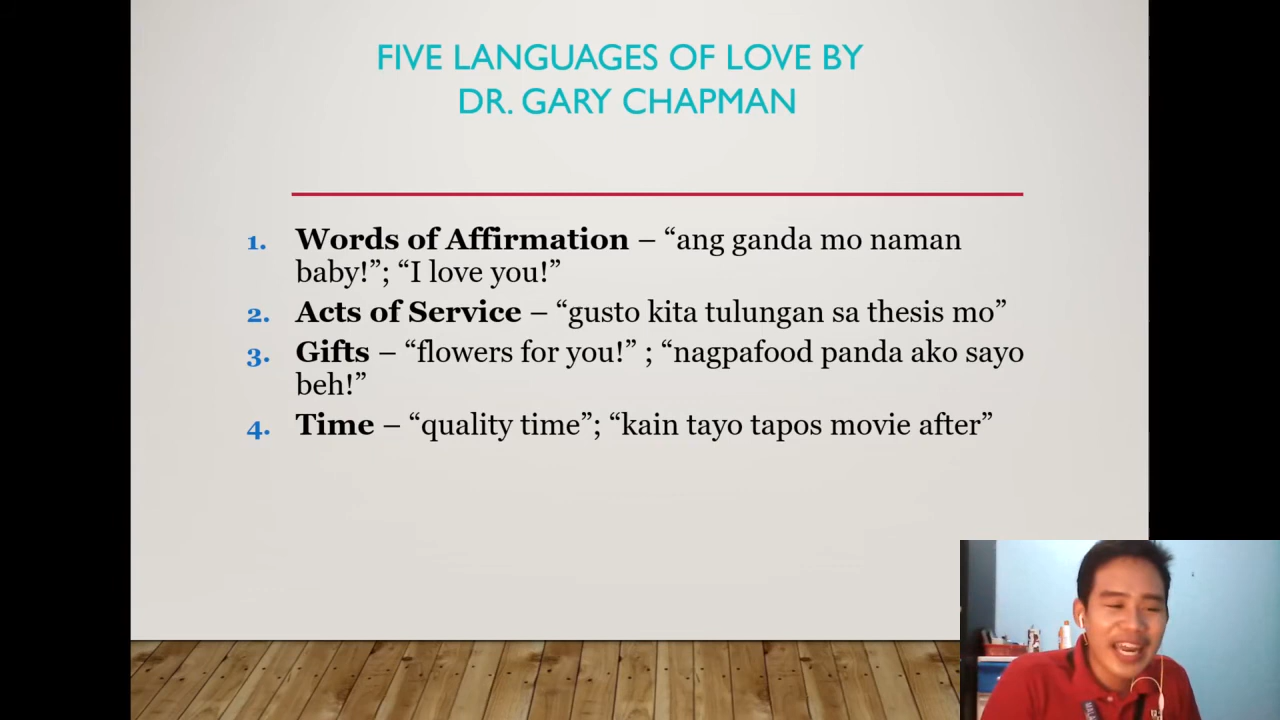 FIVE LANGUAGES OF LOVE BY
DR. GARY CHAPMAN
1. Words of Affirmation – “ang ganda mo naman
baby!”; “I love you!”
2. Acts of Service – “gusto kita tulungan sa thesis mo”
3. Gifts – “flowers for you!” ; “nagpafood panda ako sayo
beh!”
4. Time – “quality time”; “kain tayo tapos movie after”